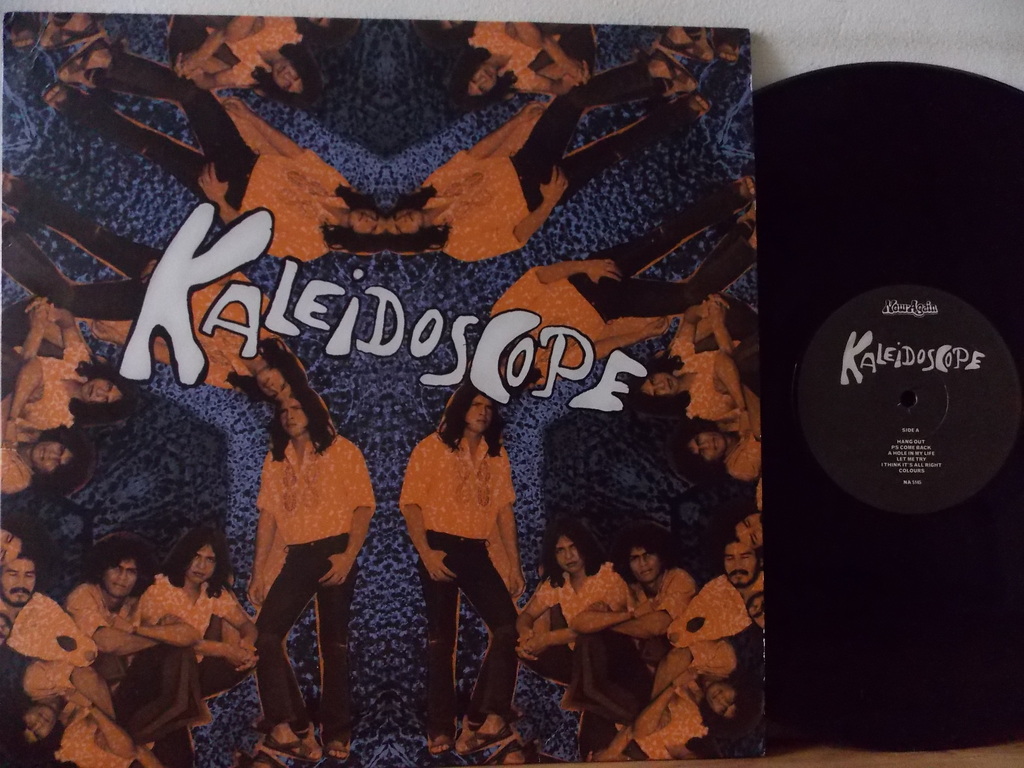 KALEiDOSCOPE
Now-Again
KALEiDOSCOPE
SIDE A
HANG OUT
PS COME BACK
A HOLE IN MY LIFE
LET ME TRY
I THINK IT'S ALL RIGHT
COLOURS